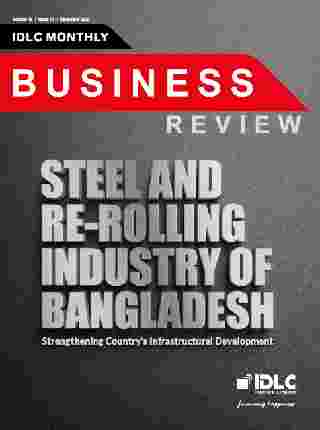 IDLC MONTHLY
BUSINESS
REVIEW
STEEL AND
RE-ROLLING
INDUSTRY OF
BANGLADESH
Strengthening Country's Infrastructural Development
IDLC